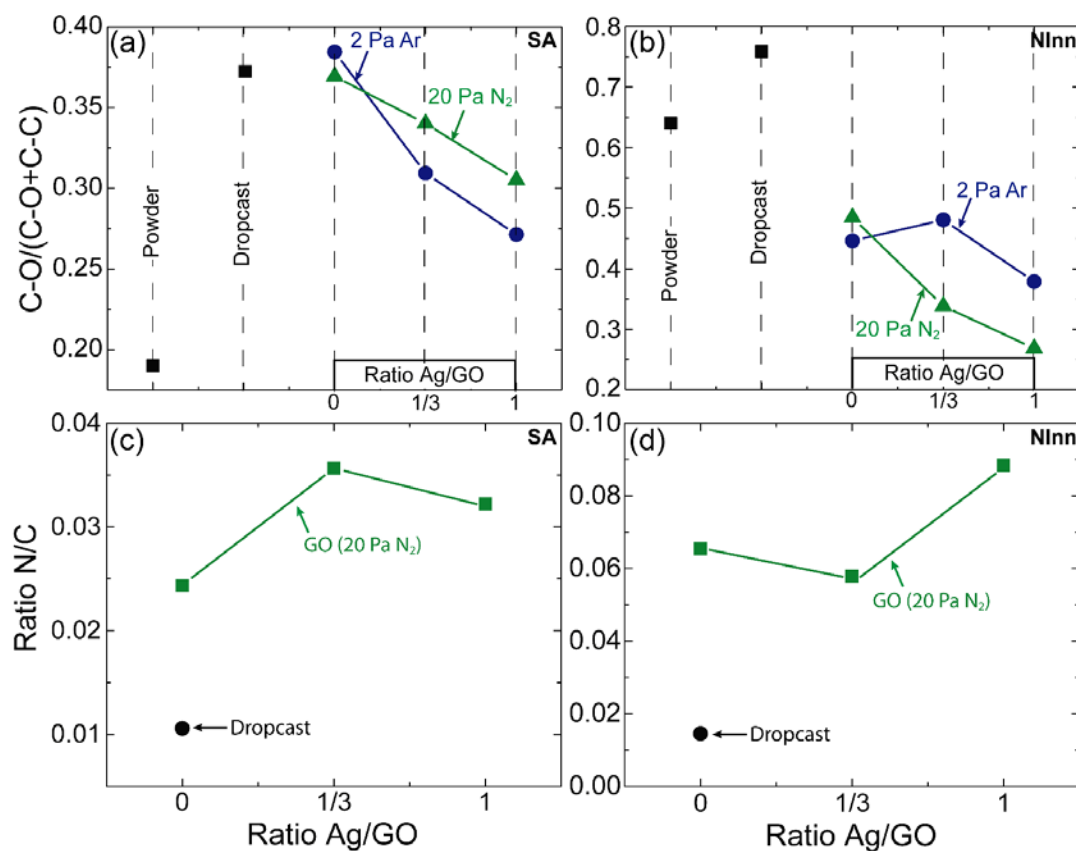 (a)
SA
C-O/(C-O+C-C)
0.40
0.35
0.30
0.25
0.20
2 Pa Ar
20 Pa N₂
Powder
Dropcast
Ratio Ag/GO
0
1/3
1
(b)
NInn
0.8
0.7
0.6
0.5
0.4
0.3
0.2
2 Pa Ar
20 Pa N₂
Powder
Dropcast
Ratio Ag/GO
0
1/3
1
(c)
SA
Ratio N/C
0.04
0.03
0.02
0.01
GO (20 Pa N₂)
Dropcast
0
1/3
1
Ratio Ag/GO
(d)
NInn
0.10
0.08
0.06
0.04
0.02
0.00
GO (20 Pa N₂)
Dropcast
0
1/3
1
Ratio Ag/GO